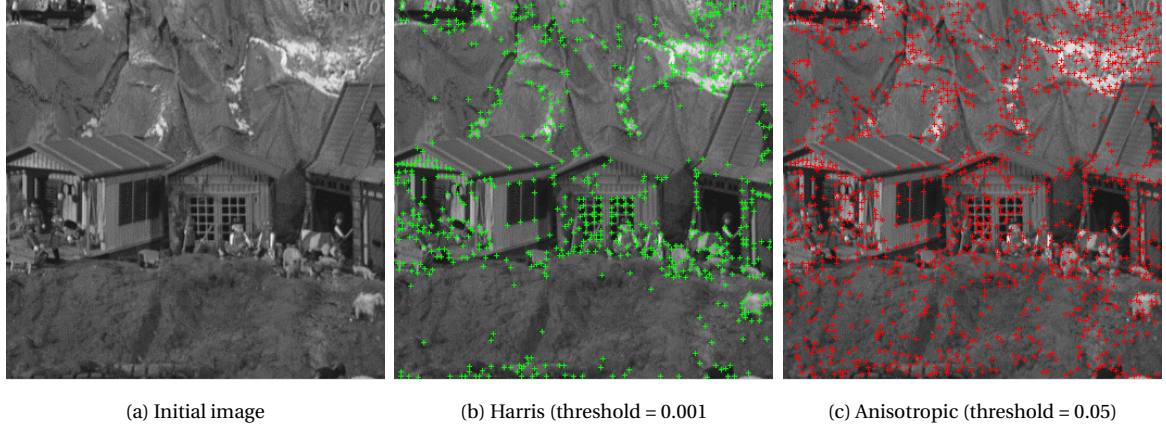 (a) Initial image
(b) Harris (threshold = 0.001
(c) Anisotropic (threshold = 0.05)